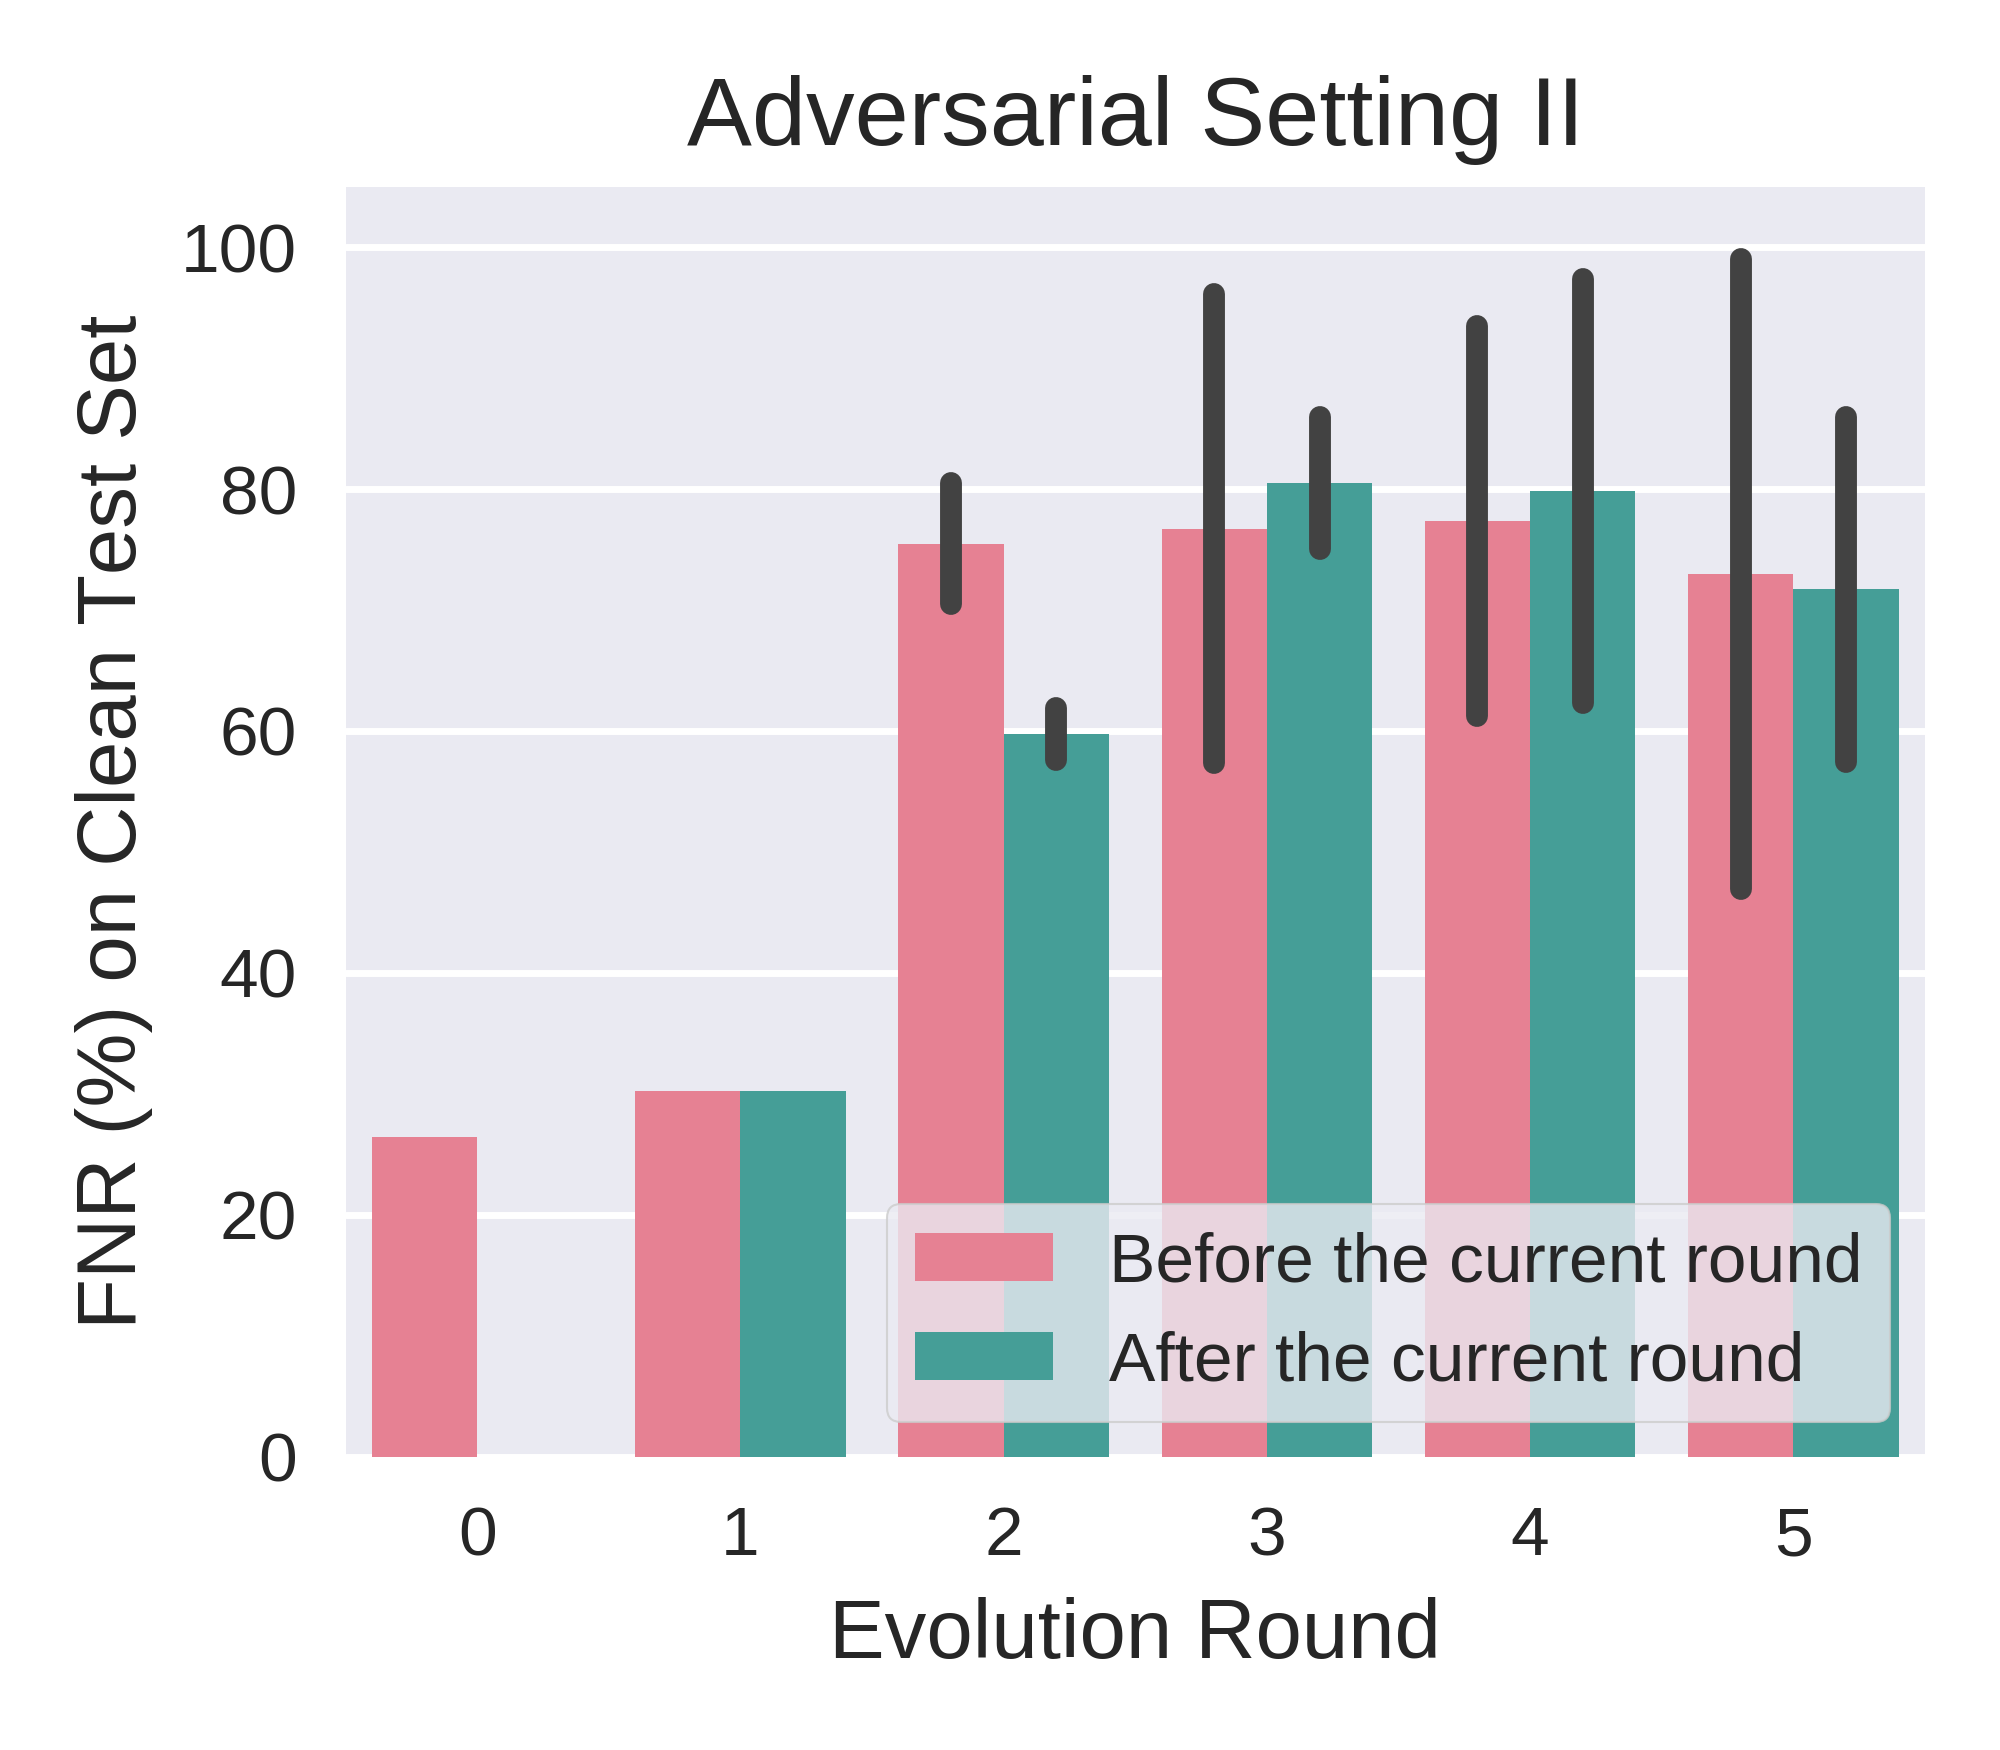 Adversarial Setting II
FNR (%) on Clean Test Set
100
80
60
40
20
0
Before the current round
After the current round
0 1 2 3 4 5
Evolution Round